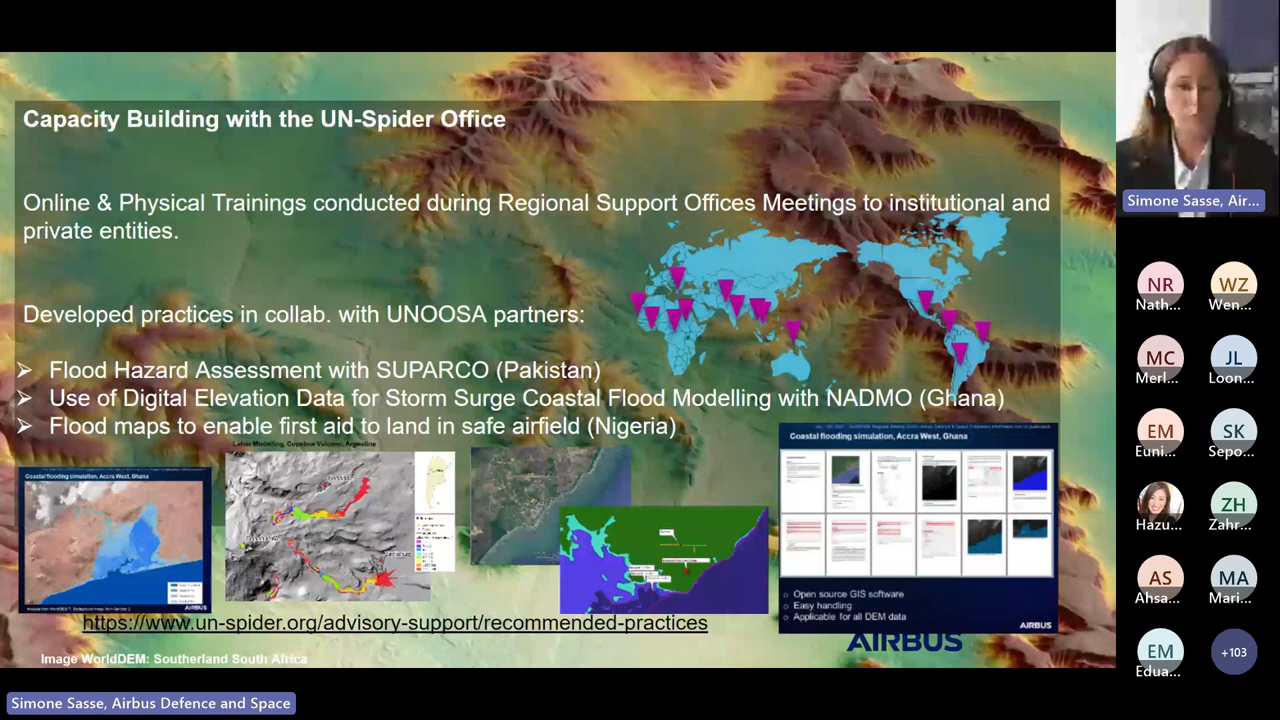 Capacity Building with the UN-Spider Office
Online & Physical Trainings conducted during Regional Support Offices Meetings to institutional and
private entities.
Developed practices in collab. with UNOOSA partners:
➢ Flood Hazard Assessment with SUPARCO (Pakistan)
➢ Use of Digital Elevation Data for Storm Surge Coastal Flood Modelling with NADMO (Ghana)
➢ Flood maps to enable first aid to land in safe airfield (Nigeria)
Coastal flooding simulation, Accra West, Ghana
AIRBUS
Lahar Modelling, Copahue Volcano, Argentina
Coastal flooding simulation, Accra West, Ghana
o Open source GIS software
o Easy handling
o Applicable for all DEM data
AIRBUS
https://www.un-spider.org/advisory-support/recommended-practices
AIRBUS
Image WorldDEM: Southerland South Africa
Simone Sasse, Airbus Defence and Space
Simone Sasse, Air...
NR
Nath...
WZ
Wen...
MC
Merl...
JL
Loon...
EM
Euni...
SK
Sepo...
Hazu...
ZH
Zahr...
AS
Ahsa...
MA
Mari...
EM
Edua...
+103